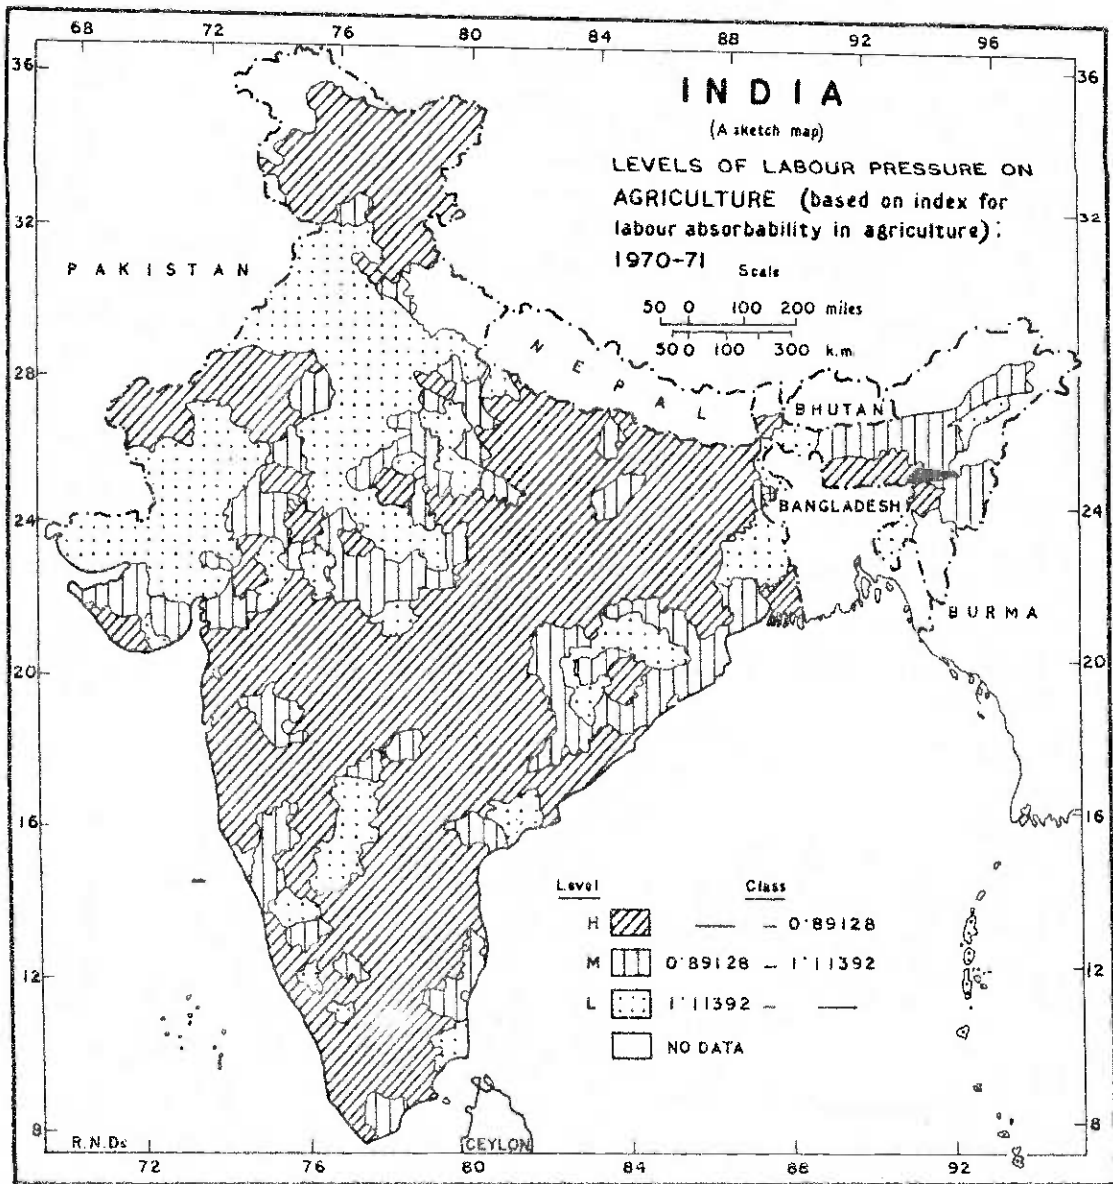 68 72 76 80 84 88 92 96
36 36
INDIA
(A sketch map)
LEVELS OF LABOUR PRESSURE ON
AGRICULTURE (based on index for
labour absorbability in agriculture):
1970-71
Scale
50 0 100 200 miles
50 0 100 300 k.m.
32 32
PAKISTAN
NEPAL
28 28
BHUTAN
BANGLADESH
24 24
BURMA
20 20
16 16
Level Class
H — - 0·89128
M 0·89128 - 1·11392
L 1·11392 - —
NO DATA
12 12
8 8
R.N.Ds
CEYLON
72 76 80 84 88 92